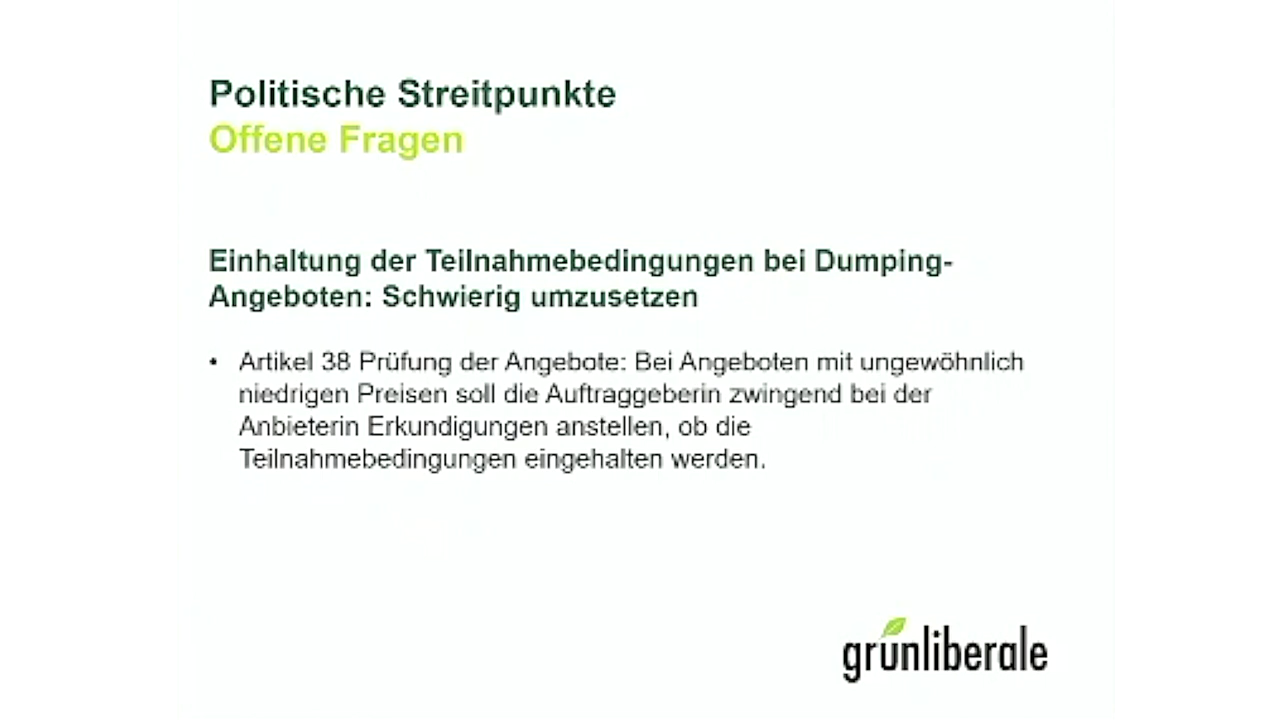 Politische Streitpunkte
Offene Fragen
Einhaltung der Teilnahmebedingungen bei Dumping-
Angeboten: Schwierig umzusetzen
• Artikel 38 Prüfung der Angebote: Bei Angeboten mit ungewöhnlich
niedrigen Preisen soll die Auftraggeberin zwingend bei der
Anbieterin Erkundigungen anstellen, ob die
Teilnahmebedingungen eingehalten werden.
grünliberale